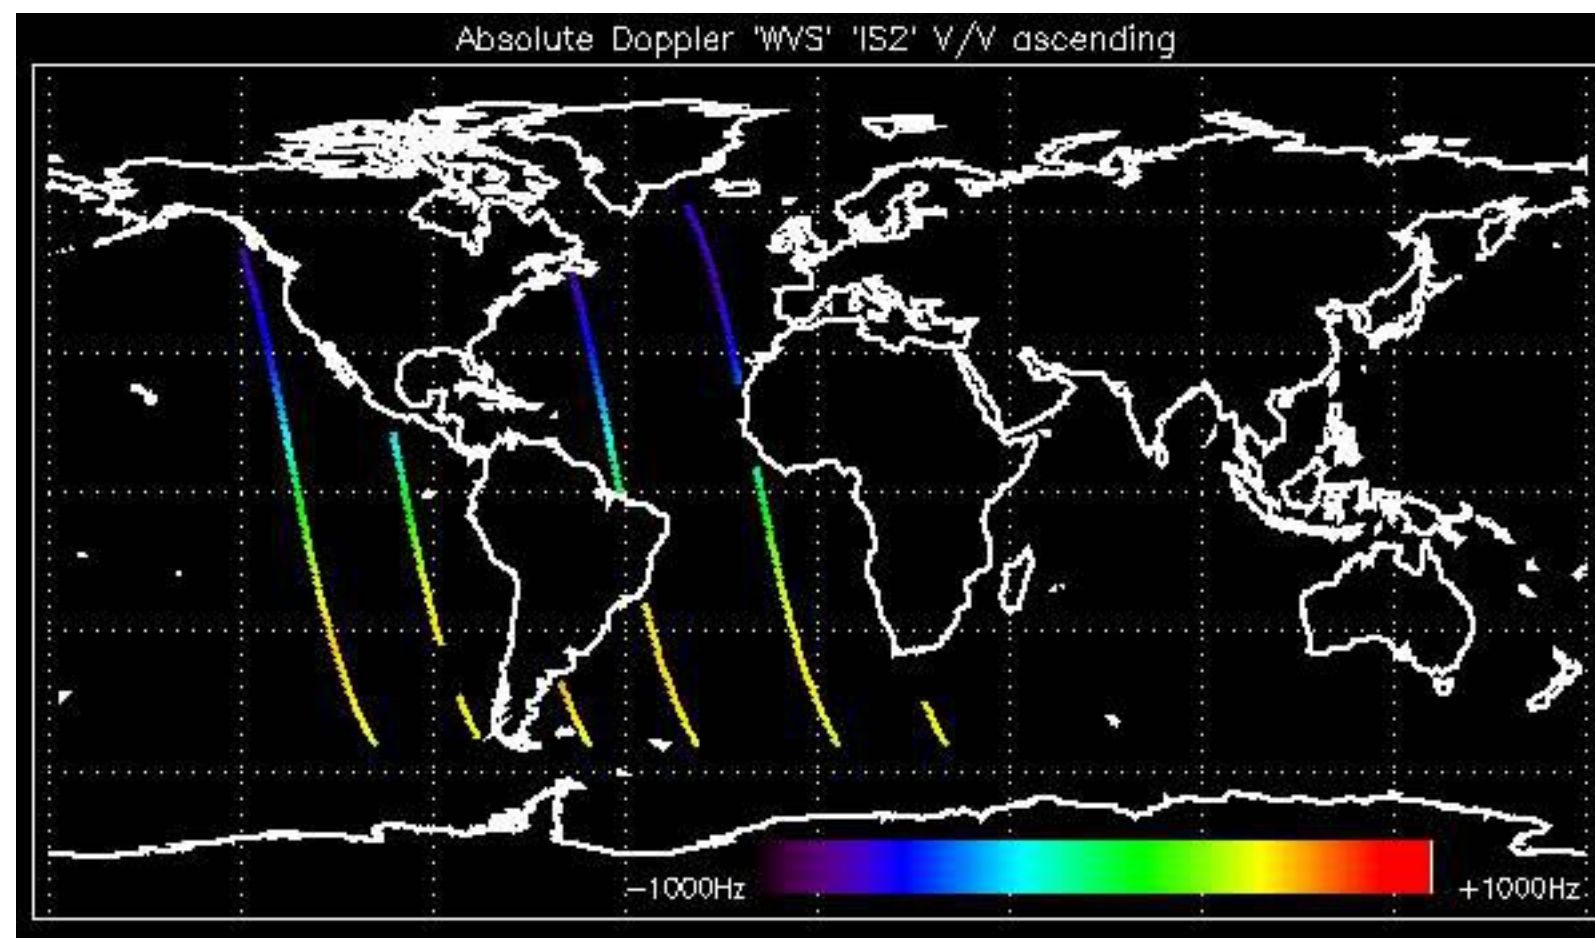 Absolute Doppler 'WVS' 'IS2' V/V ascending
−1000Hz
+1000Hz